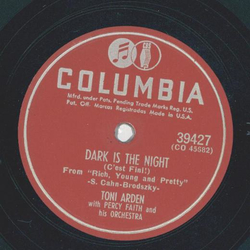 COLUMBIA
Mfrd. under Pats. Pending Trade Marks Reg. U.S.
Pat. Off. Marcas Registradas Made in U.S.A.
39427
(CO 45582)
DARK IS THE NIGHT
(C'est Fini!)
From "Rich, Young and Pretty"
-S. Cahn-Brodszky-
TONI ARDEN
with PERCY FAITH and
his ORCHESTRA